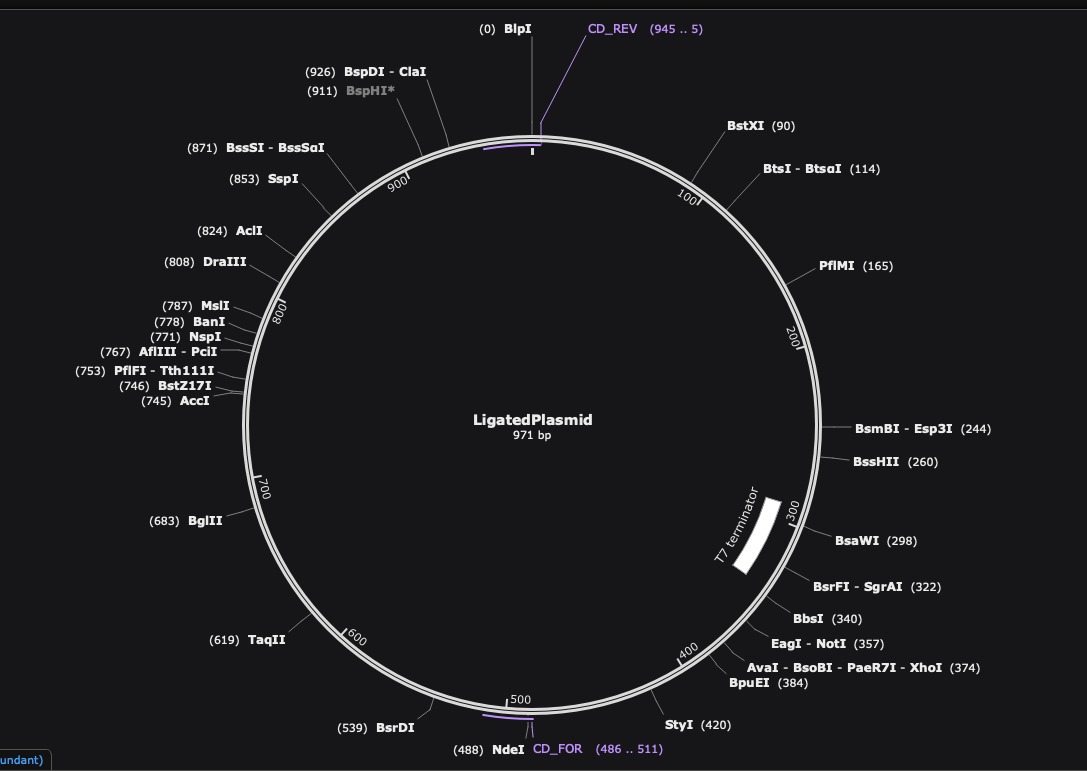 (0) BlpI
CD_REV (945 .. 5)
(926) BspDI - ClaI
(911) BspHI*
BstXI (90)
(871) BssSI - BssSαI
BtsI - BtsαI (114)
(853) SspI
900
100
(824) AclI
(808) DraIII
PflMI (165)
(787) MslI
800
(778) BanI
(771) NspI
200
(767) AflIII - PciI
(753) PflFI - Tth111I
(746) BstZ17I
(745) AccI
LigatedPlasmid
971 bp
BsmBI - Esp3I (244)
BssHII (260)
700
300
T7 terminator
(683) BglII
BsaWI (298)
BsrFI - SgrAI (322)
BbsI (340)
600
(619) TaqII
EagI - NotI (357)
400
AvaI - BsoBI - PaeR7I - XhoI (374)
BpuEI (384)
500
StyI (420)
(539) BsrDI
(488) NdeI
CD_FOR (486 .. 511)
undant)